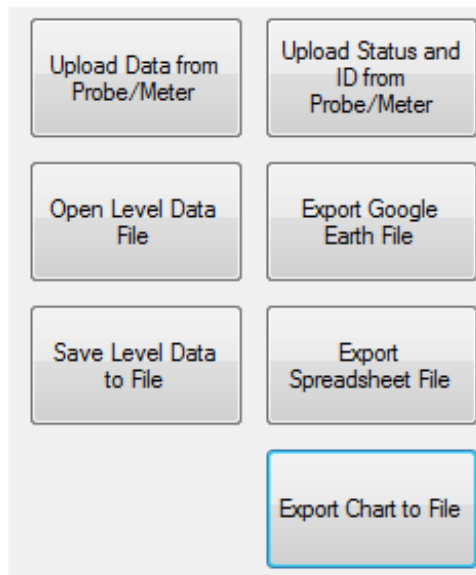 Upload Data from
Probe/Meter
Upload Status and
ID from
Probe/Meter
Open Level Data
File
Export Google
Earth File
Save Level Data
to File
Export
Spreadsheet File
Export Chart to File